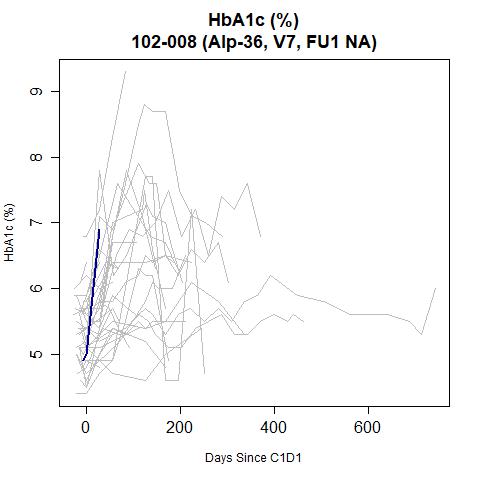 HbA1c (%)
102-008 (Alp-36, V7, FU1 NA)
HbA1c (%)
9
8
7
6
5
0 200 400 600
Days Since C1D1